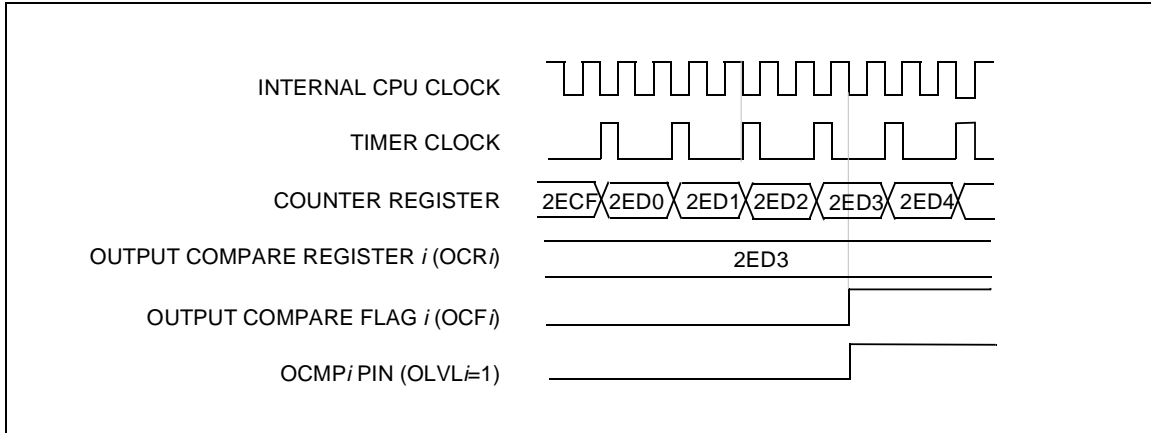 INTERNAL CPU CLOCK
TIMER CLOCK
COUNTER REGISTER 2ECF 2ED0 2ED1 2ED2 2ED3 2ED4
OUTPUT COMPARE REGISTER i (OCRi) 2ED3
OUTPUT COMPARE FLAG i (OCFi)
OCMPi PIN (OLVLi=1)